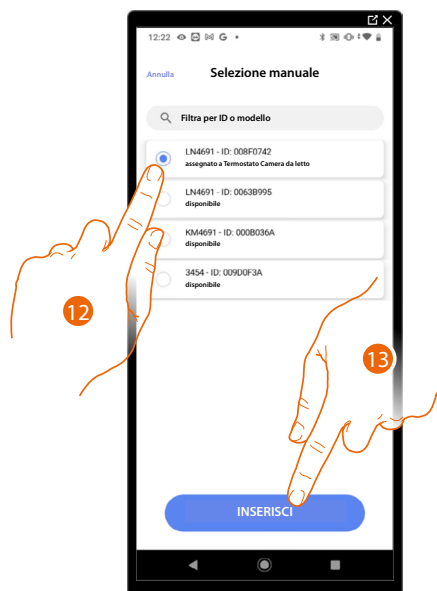 12:22 G
Annulla Selezione manuale
Filtra per ID o modello
LN4691 - ID: 008F0742
assegnato a Termostato Camera da letto
LN4691 - ID: 0063B995
disponibile
KM4691 - ID: 000B036A
disponibile
3454 - ID: 009D0F3A
disponibile
12
13
INSERISCI